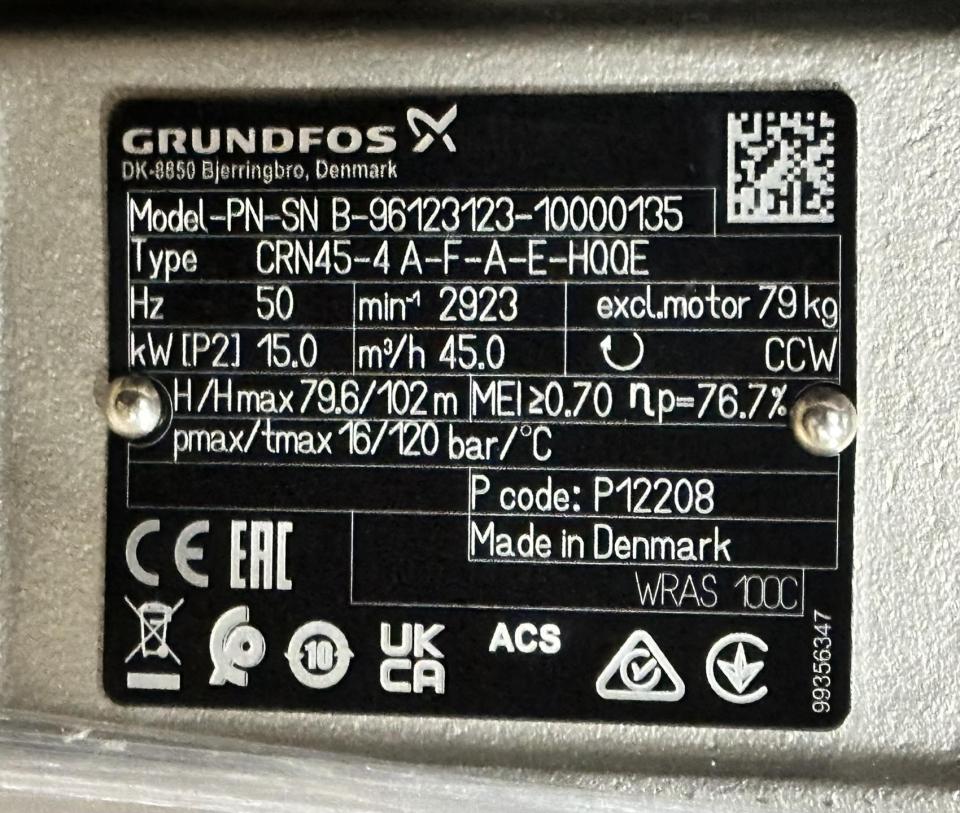 GRUNDFOS
DK-8850 Bjerringbro, Denmark
Model-PN-SN B-96123123-10000135
Type CRN45-4 A-F-A-E-HQQE
Hz 50 min⁻¹ 2923 excl.motor 79 kg
kW [P2] 15.0 m³/h 45.0 CCW
H/Hmax 79.6/102 m MEI ≥0.70 ηp=76.7%
pmax/tmax 16/120 bar/°C
P code: P12208
Made in Denmark
CE EAC
WRAS 100C
10 UK CA ACS
99356347